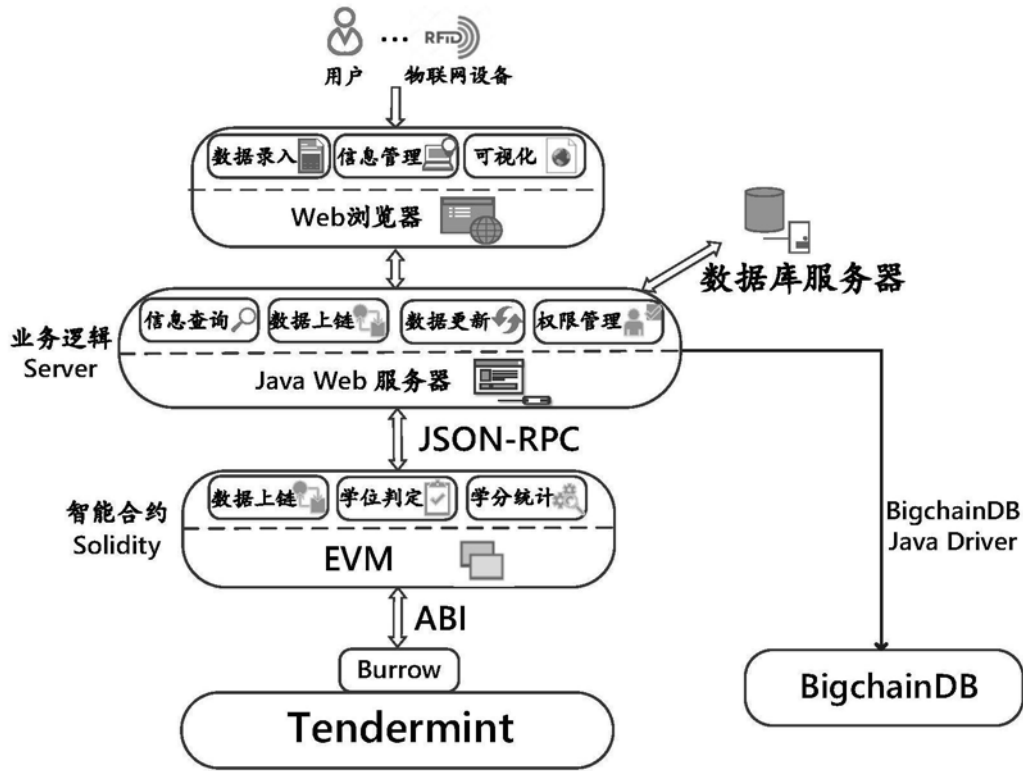 RFID
用户 ... 物联网设备
数据录入 信息管理 可视化
Web浏览器
数据库服务器
信息查询 数据上链 数据更新 权限管理
业务逻辑
Server
Java Web 服务器
JSON-RPC
数据上链 学位判定 学分统计
智能合约
Solidity
EVM
BigchainDB
Java Driver
ABI
Burrow
Tendermint
BigchainDB